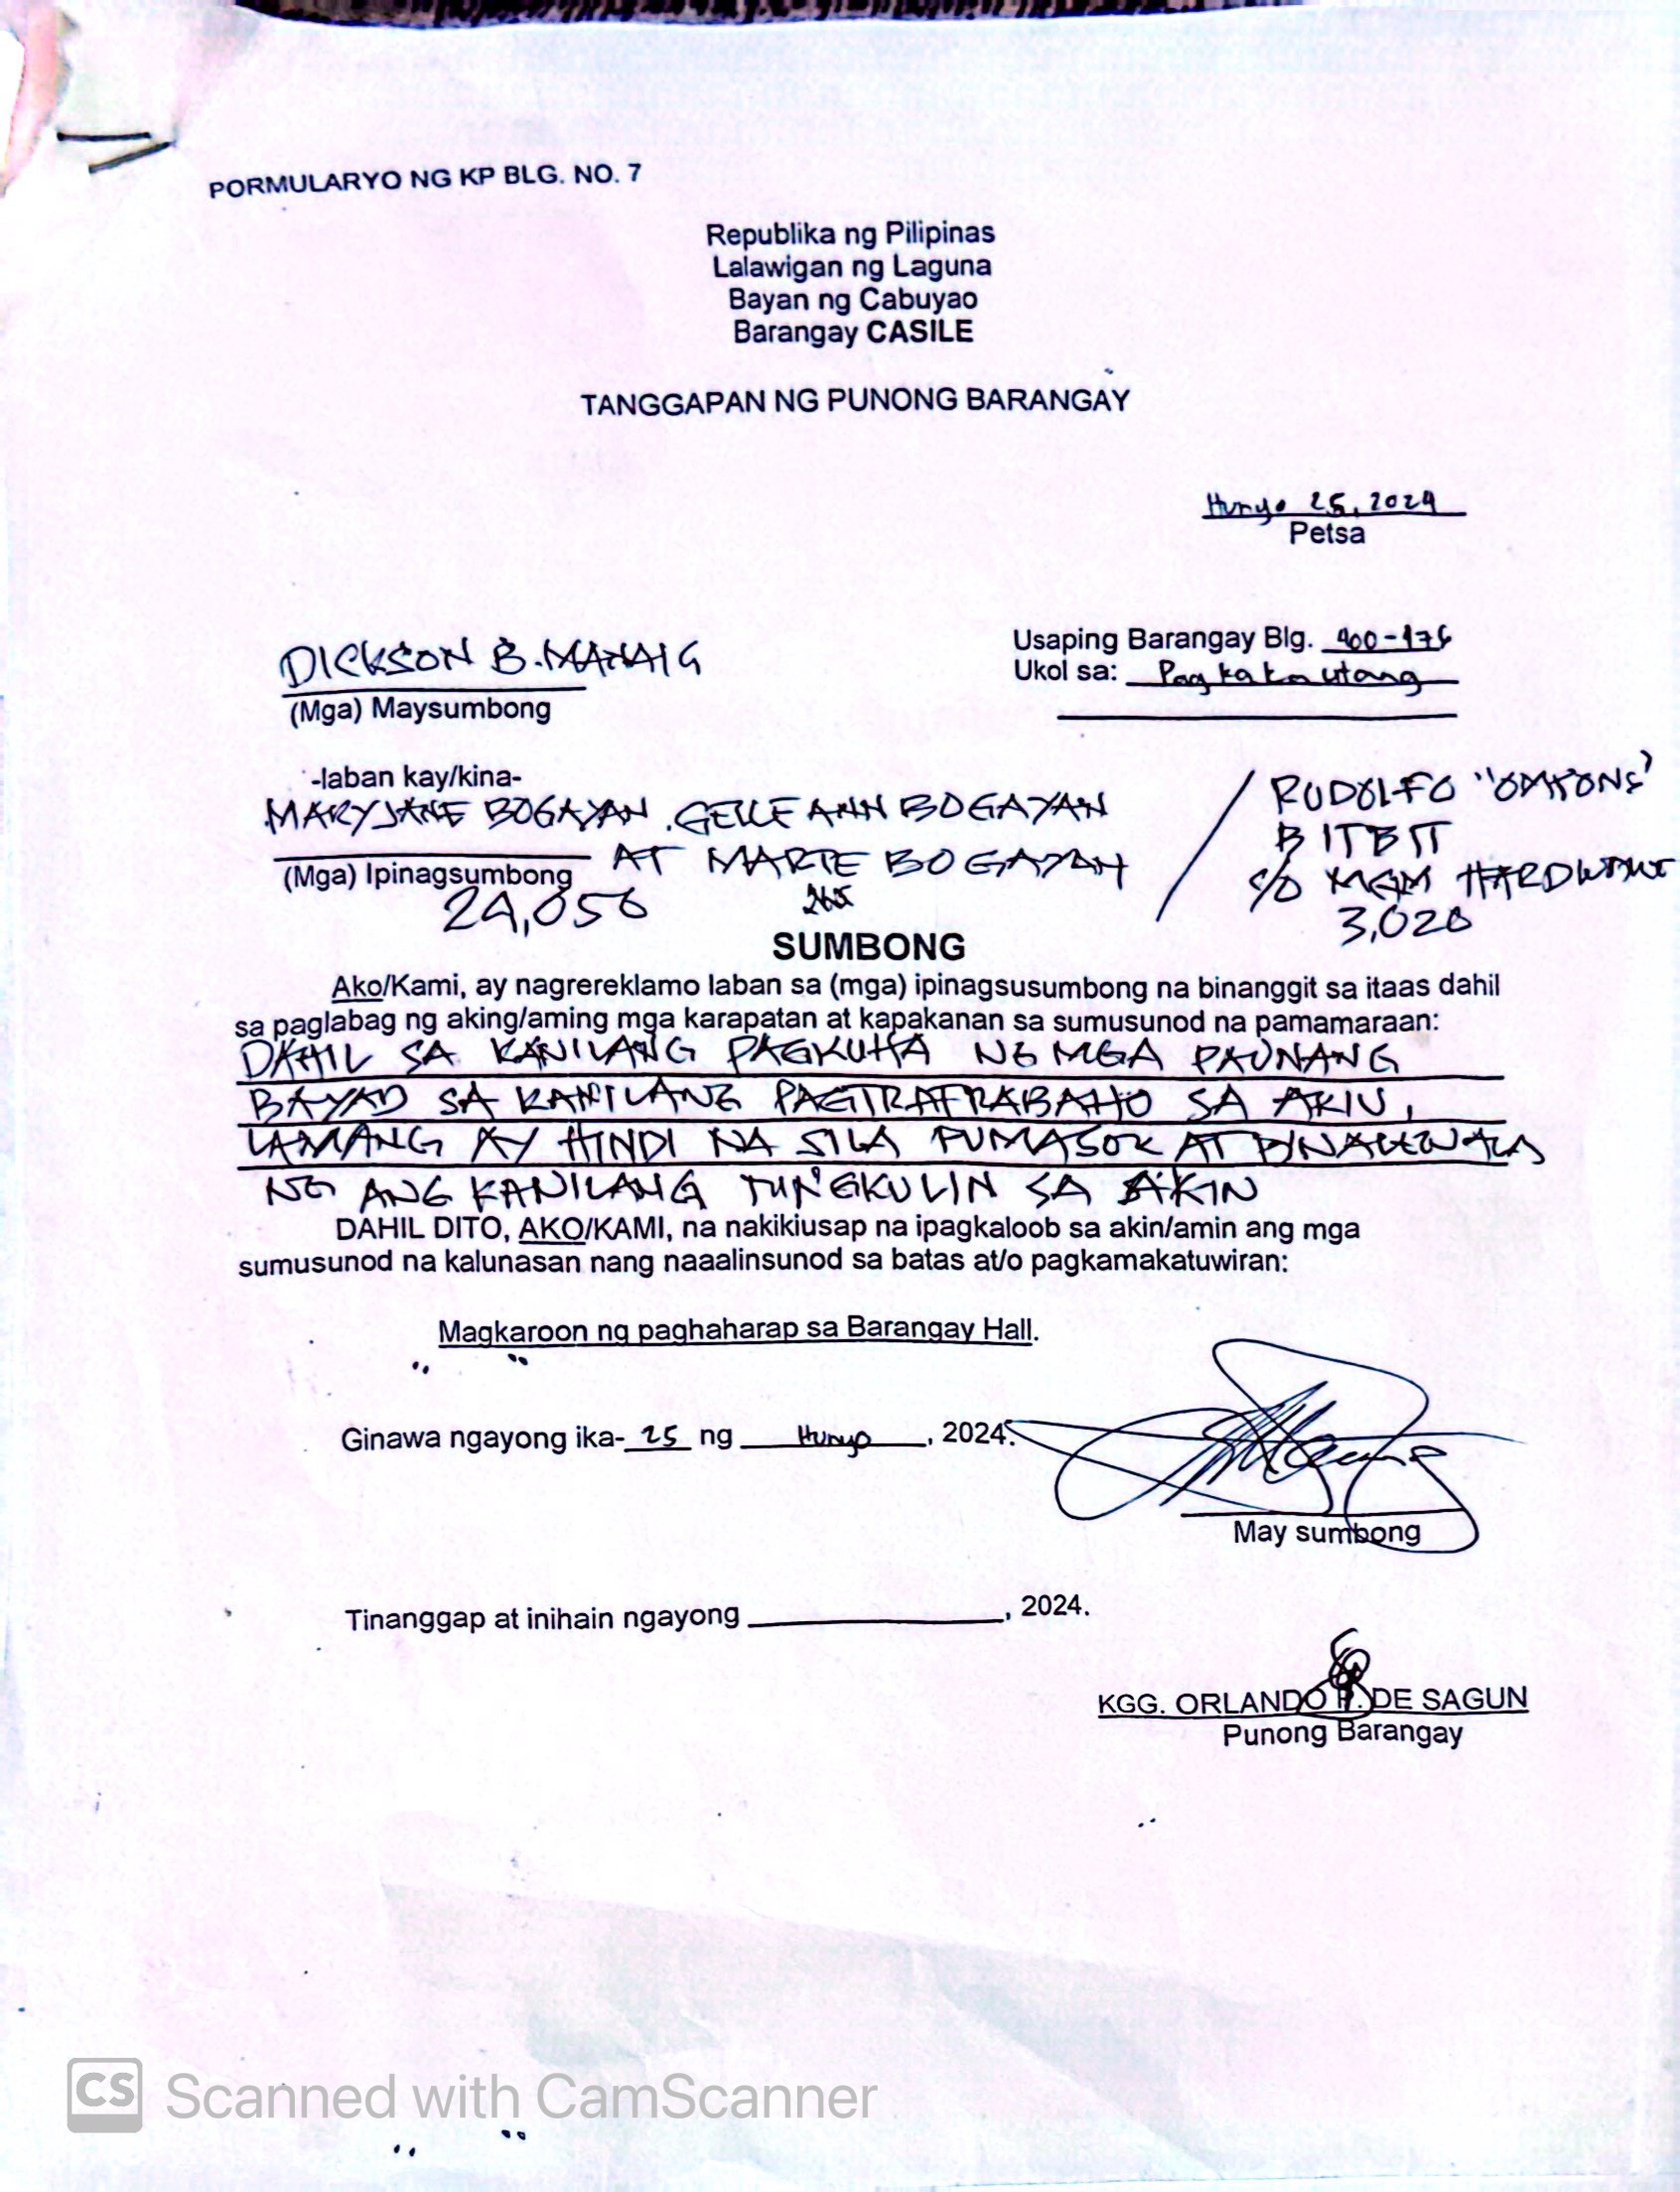 PORMULARYO NG KP BLG. NO. 7
Republika ng Pilipinas
Lalawigan ng Laguna
Bayan ng Cabuyao
Barangay CASILE
TANGGAPAN NG PUNONG BARANGAY
Hunyo 25, 2024
Petsa
DICKSON B. MANAIG
(Mga) Maysumbong
Usaping Barangay Blg.
Ukol sa: Pagkakautang
-laban kay/kina-
MARYJANE BOGAYAN. GELLE ANN BOGAYAN
AT MARTE BOGAYAN
(Mga) Ipinagsumbong
24,056
/ RUDOLFO
BITBIT
c/o MGM HARDWARE
3,020
SUMBONG
Ako/Kami, ay nagrereklamo laban sa (mga) ipinagsusumbong na binanggit sa itaas dahil
sa paglabag ng aking/aming mga karapatan at kapakanan sa sumusunod na pamamaraan:
DAHIL SA KANILANG PAGKUHA NG MGA PAUNANG
BAYAD SA KANILANG PAGTRATRABAHO SA AKIN,
LAMANG AY HINDI NA SILA PUMASOK AT
NG ANG KANILANG TUNGKULIN SA AKIN
DAHIL DITO, AKO/KAMI, na nakikiusap na ipagkaloob sa akin/amin ang mga
sumusunod na kalunasan nang naaalinsunod sa batas at/o pagkamakatuwiran:
Magkaroon ng paghaharap sa Barangay Hall.
Ginawa ngayong ika- 25 ng Hunyo, 2024.
May sumbong
Tinanggap at inihain ngayong ____________, 2024.
KGG. ORLANDO P. DE SAGUN
Punong Barangay
CS Scanned with CamScanner